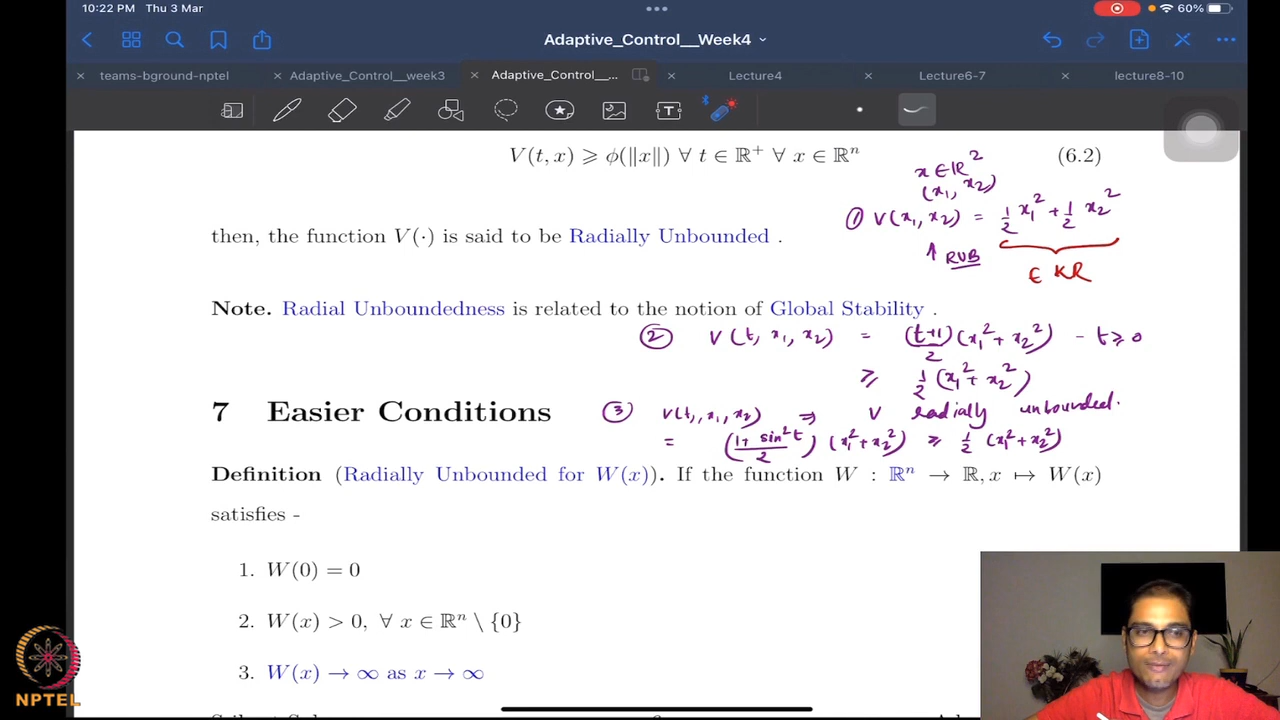 10:22 PM Thu 3 Mar
60%
Adaptive_Control__Week4
teams-bground-nptel
Adaptive_Control__week3
Adaptive_Control__...
Lecture4
Lecture6-7
lecture8-10
V(t, x) ⩾ ϕ(‖x‖) ∀ t ∈ ℝ⁺ ∀ x ∈ ℝⁿ (6.2)
x ∈ ℝ²
(x₁, x₂)
① V(x₁, x₂) = ½ x₁² + ½ x₂²
then, the function V(·) is said to be Radially Unbounded .
↑ RUB
∈ KR
Note. Radial Unboundedness is related to the notion of Global Stability .
② V(t, x₁, x₂) = (t+1)/2 (x₁² + x₂²) - t ⩾ 0
⩾ ½ (x₁² + x₂²)
7 Easier Conditions
③ V(t, x₁, x₂) ⇒ V radially unbounded.
= ((1 + sin² t)/2) (x₁² + x₂²) ⩾ ½ (x₁² + x₂²)
Definition (Radially Unbounded for W(x)). If the function W : ℝⁿ → ℝ, x ↦ W(x)
satisfies -
1. W(0) = 0
2. W(x) > 0, ∀ x ∈ ℝⁿ \ {0}
3. W(x) → ∞ as x → ∞
NPTEL